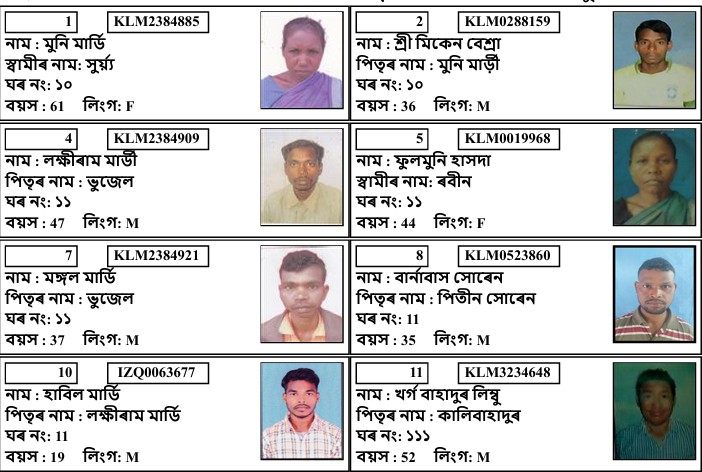 1 KLM2384885
নাম : মুনি মার্ডি
স্বামীৰ নাম: সুৰ্য্য
ঘৰ নং: ১০
বয়স : 61 লিংগ: F
2 KLM0288159
নাম : শ্ৰী মিকেন বেশ্ৰা
পিতৃৰ নাম : মুনি মাৰ্ড়ী
ঘৰ নং: ১০
বয়স : 36 লিংগ: M
4 KLM2384909
নাম : লক্ষীৰাম মাৰ্ডী
পিতৃৰ নাম : ভুজেল
ঘৰ নং: ১১
বয়স : 47 লিংগ: M
5 KLM0019968
নাম : ফুলমুনি হাসদা
স্বামীৰ নাম: ৰবীন
ঘৰ নং: ১১
বয়স : 44 লিংগ: F
7 KLM2384921
নাম : মঙ্গল মাৰ্ডি
পিতৃৰ নাম : ভুজেল
ঘৰ নং: ১১
বয়স : 37 লিংগ: M
8 KLM0523860
নাম : বাৰ্নাবাস সোৰেন
পিতৃৰ নাম : পিতীন সোৰেন
ঘৰ নং: 11
বয়স : 35 লিংগ: M
10 IZQ0063677
নাম : হাবিল মাৰ্ডি
পিতৃৰ নাম : লক্ষীৰাম মাৰ্ডি
ঘৰ নং: 11
বয়স : 19 লিংগ: M
11 KLM3234648
নাম : খৰ্গ বাহাদুৰ লিম্বু
পিতৃৰ নাম : কালিবাহাদুৰ
ঘৰ নং: ১১১
বয়স : 52 লিংগ: M